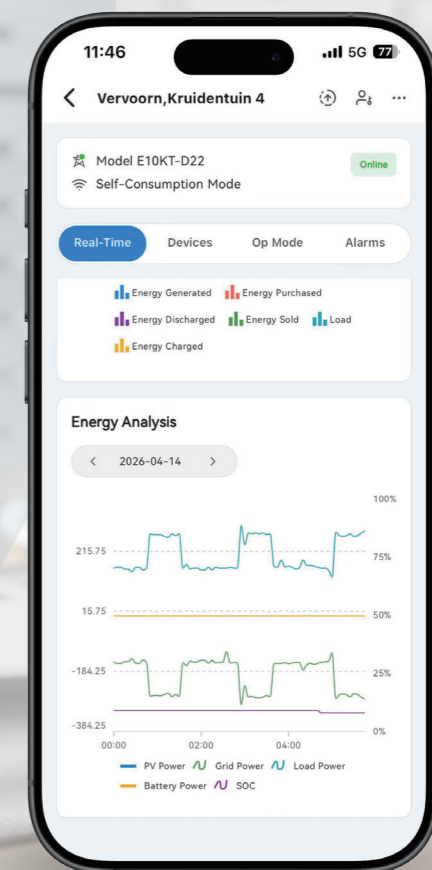 11:46 5G 77
Vervoorn,Kruidentuin 4
Model E10KT-D22 Online
Self-Consumption Mode
Real-Time Devices Op Mode Alarms
Energy Generated Energy Purchased
Energy Discharged Energy Sold Load
Energy Charged
Energy Analysis
2026-04-14
100%
215.75 75%
15.75 50%
-184.25 25%
-384.25 0%
00:00 02:00 04:00
PV Power Grid Power Load Power
Battery Power SOC